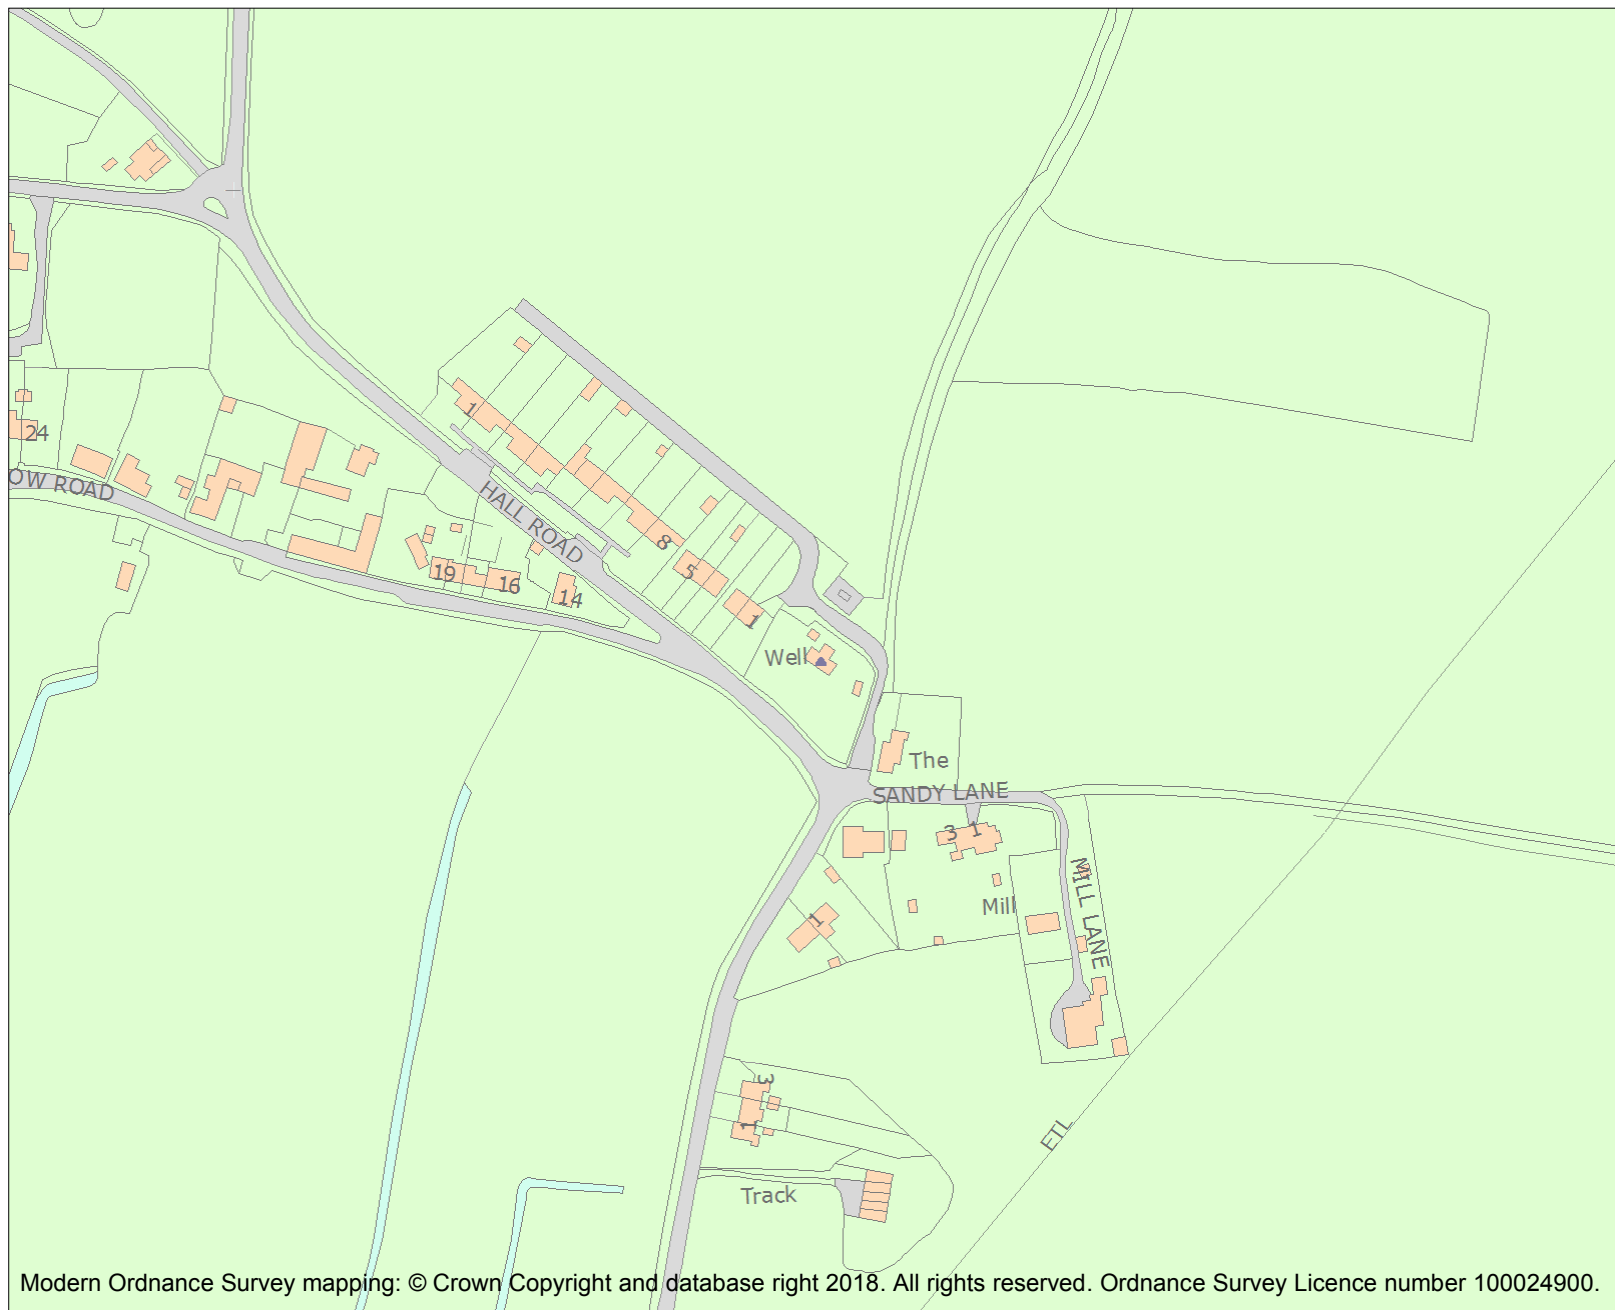 24
OW ROAD
1
HALL ROAD
8
5
19
16
14
1
Well
The
SANDY LANE
3 1
MILL LANE
Mill
1
3
1
ETL
Track
Modern Ordnance Survey mapping: © Crown Copyright and database right 2018. All rights reserved. Ordnance Survey Licence number 100024900.